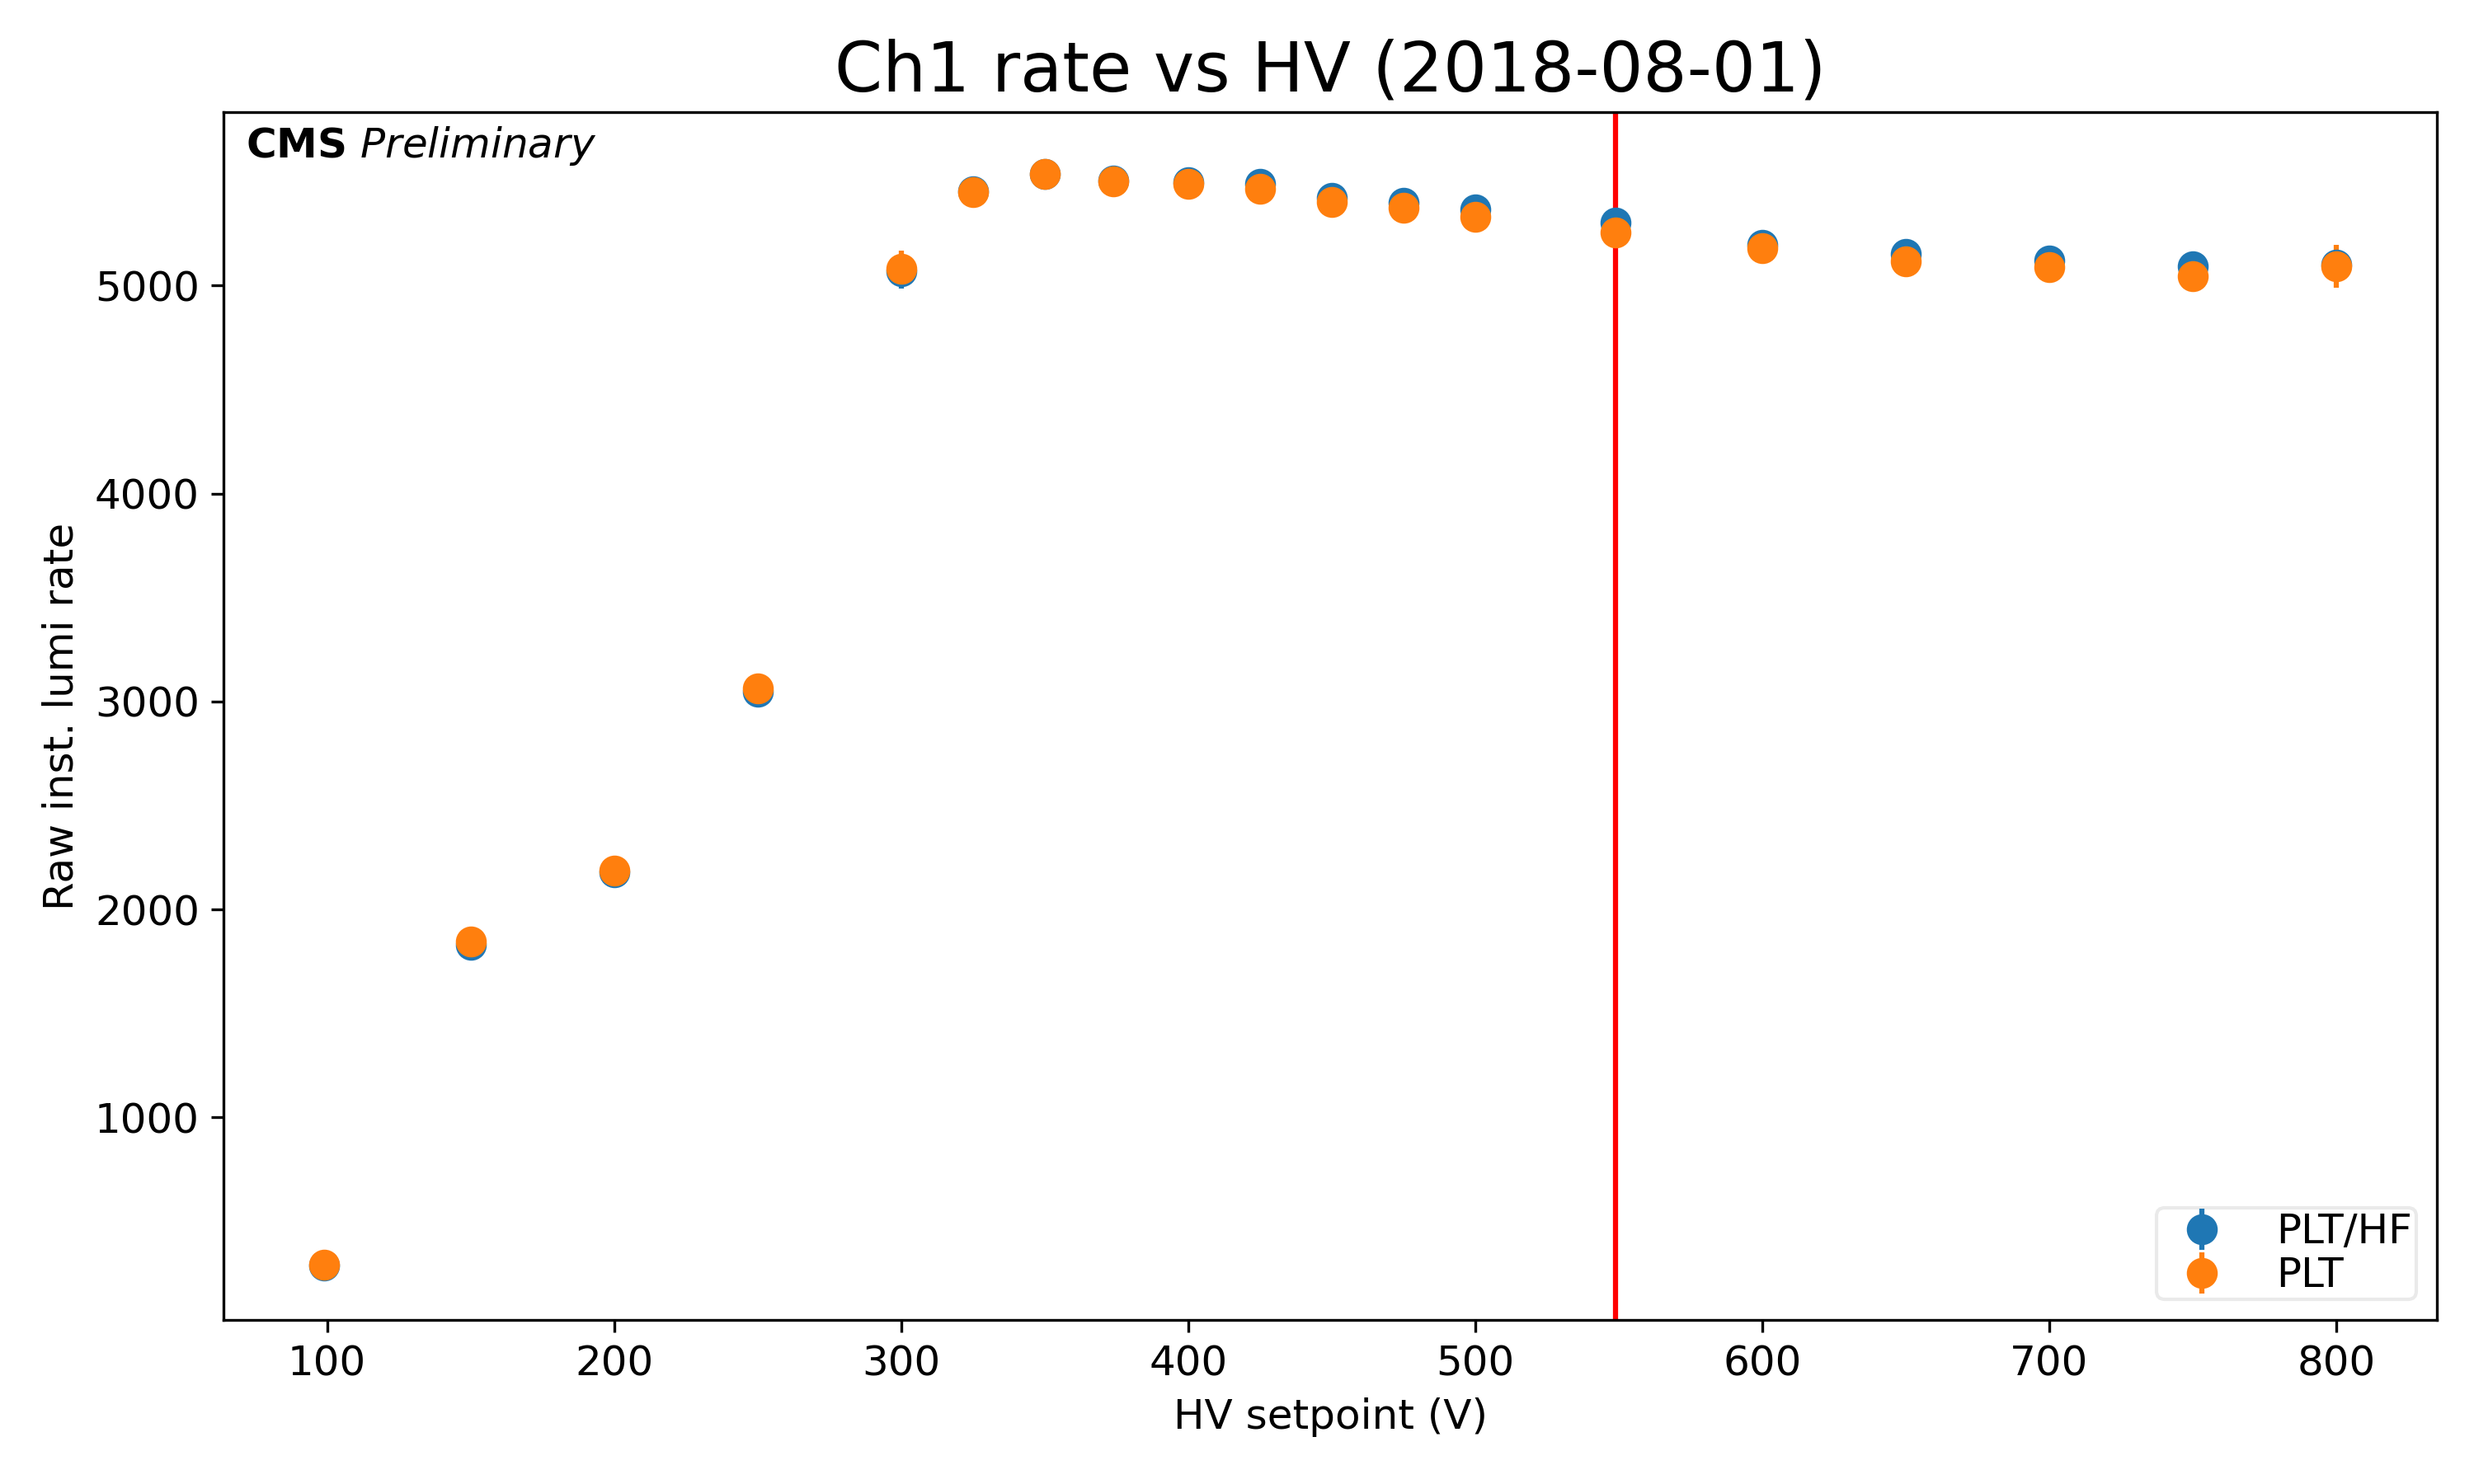 Ch1 rate vs HV (2018-08-01)
CMS Preliminary
Raw inst. lumi rate
5000
4000
3000
2000
1000
PLT/HF
PLT
100 200 300 400 500 600 700 800
HV setpoint (V)